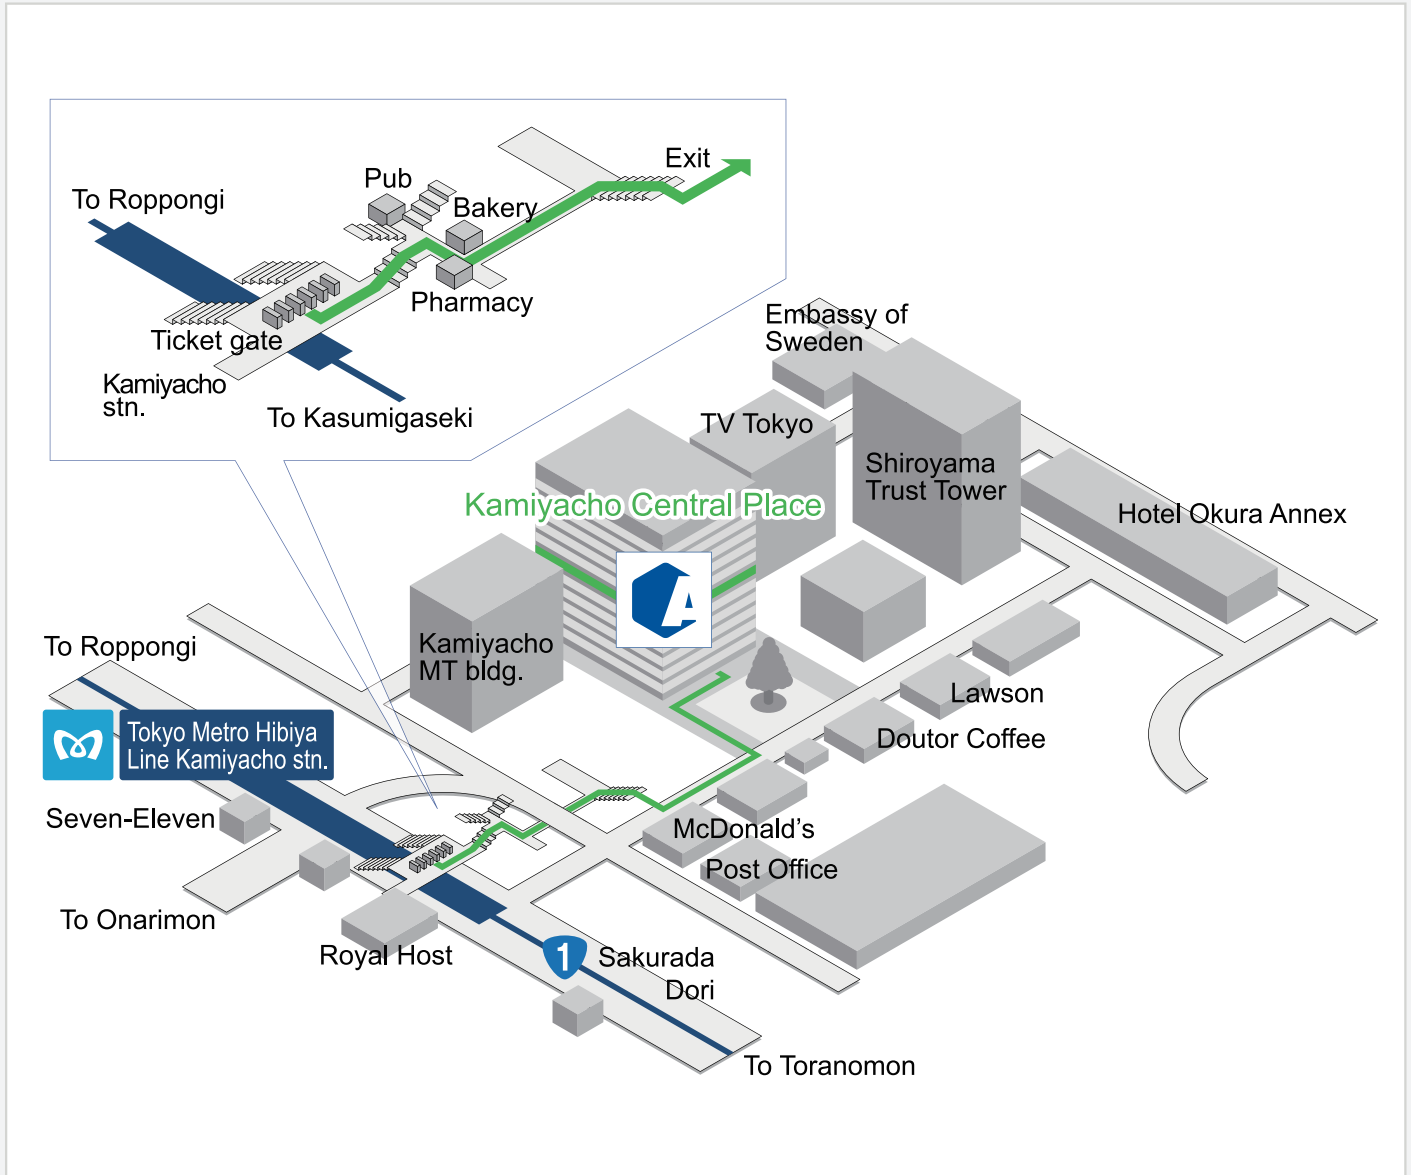 To Roppongi
Pub
Bakery
Exit
Pharmacy
Ticket gate
Kamiyacho
stn.
To Kasumigaseki
Embassy of
Sweden
TV Tokyo
Shiroyama
Trust Tower
Hotel Okura Annex
Kamiyacho Central Place
A
Kamiyacho
MT bldg.
To Roppongi
Tokyo Metro Hibiya
Line Kamiyacho stn.
Lawson
Doutor Coffee
Seven-Eleven
McDonald's
Post Office
To Onarimon
Royal Host
1
Sakurada
Dori
To Toranomon